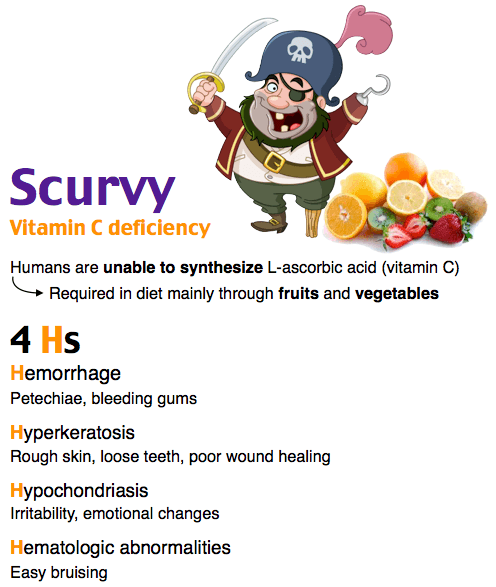 Scurvy
Vitamin C deficiency
Humans are unable to synthesize L-ascorbic acid (vitamin C)
Required in diet mainly through fruits and vegetables
4 Hs
Hemorrhage
Petechiae, bleeding gums
Hyperkeratosis
Rough skin, loose teeth, poor wound healing
Hypochondriasis
Irritability, emotional changes
Hematologic abnormalities
Easy bruising